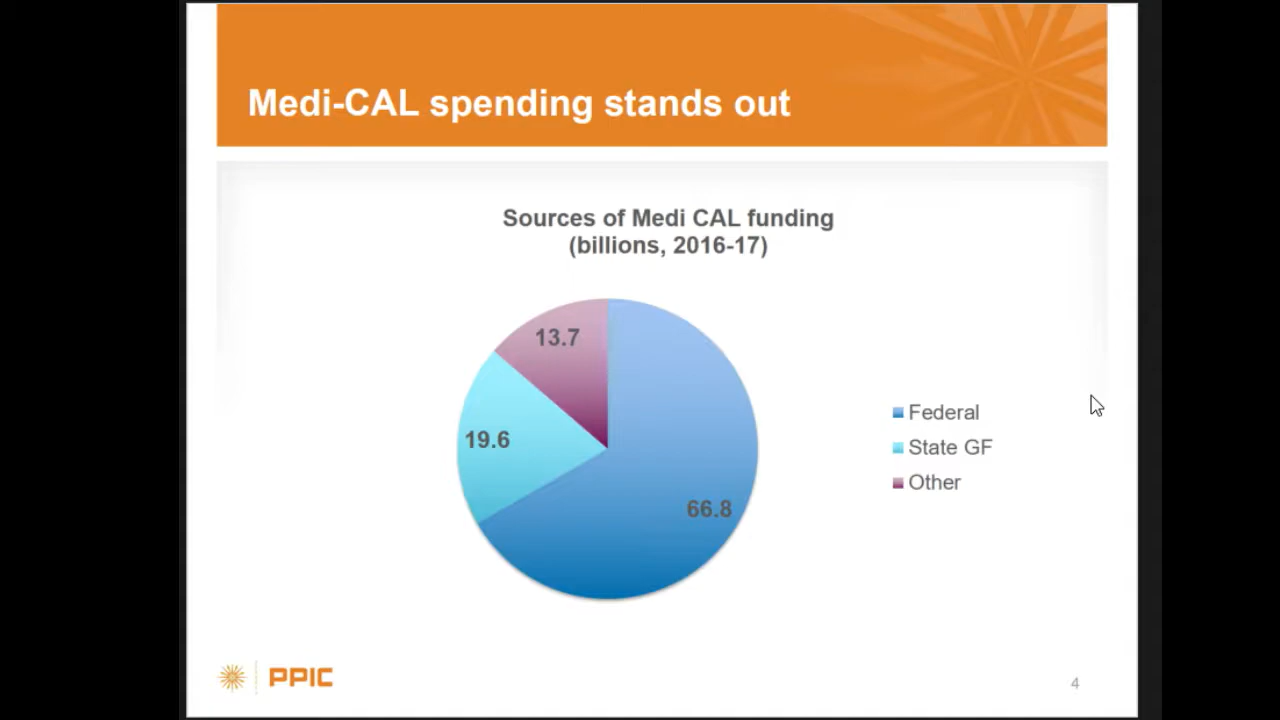 Medi-CAL spending stands out
Sources of Medi CAL funding
(billions, 2016-17)
13.7
19.6
66.8
Federal
State GF
Other
PPIC
4